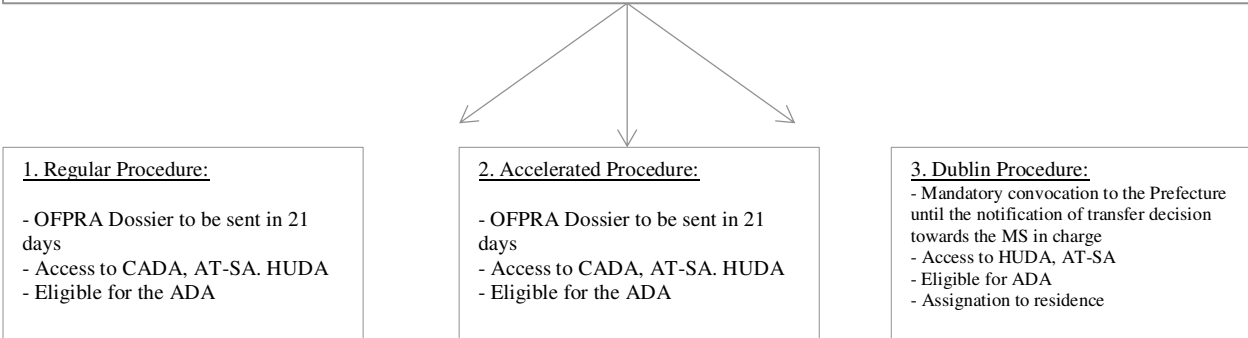 1. Regular Procedure:
- OFPRA Dossier to be sent in 21
days
- Access to CADA, AT-SA. HUDA
- Eligible for the ADA
2. Accelerated Procedure:
- OFPRA Dossier to be sent in 21
days
- Access to CADA, AT-SA. HUDA
- Eligible for the ADA
3. Dublin Procedure:
- Mandatory convocation to the Prefecture
until the notification of transfer decision
towards the MS in charge
- Access to HUDA, AT-SA
- Eligible for ADA
- Assignation to residence